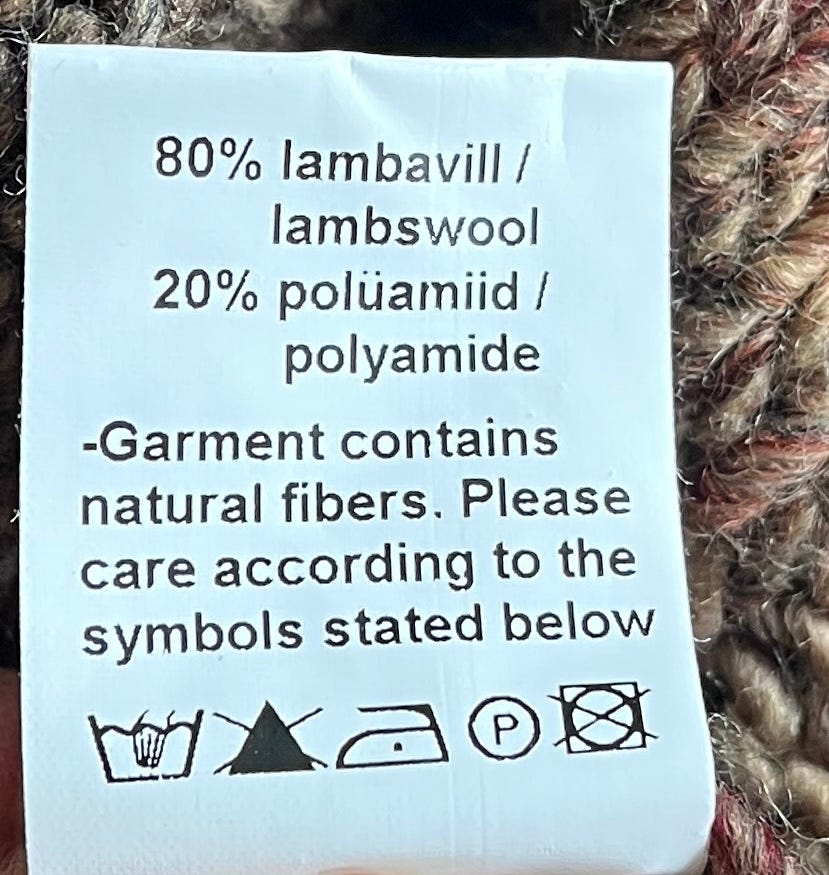 80% lambavill /
lambswool
20% polüamiid /
polyamide
-Garment contains
natural fibers. Please
care according to the
symbols stated below
P